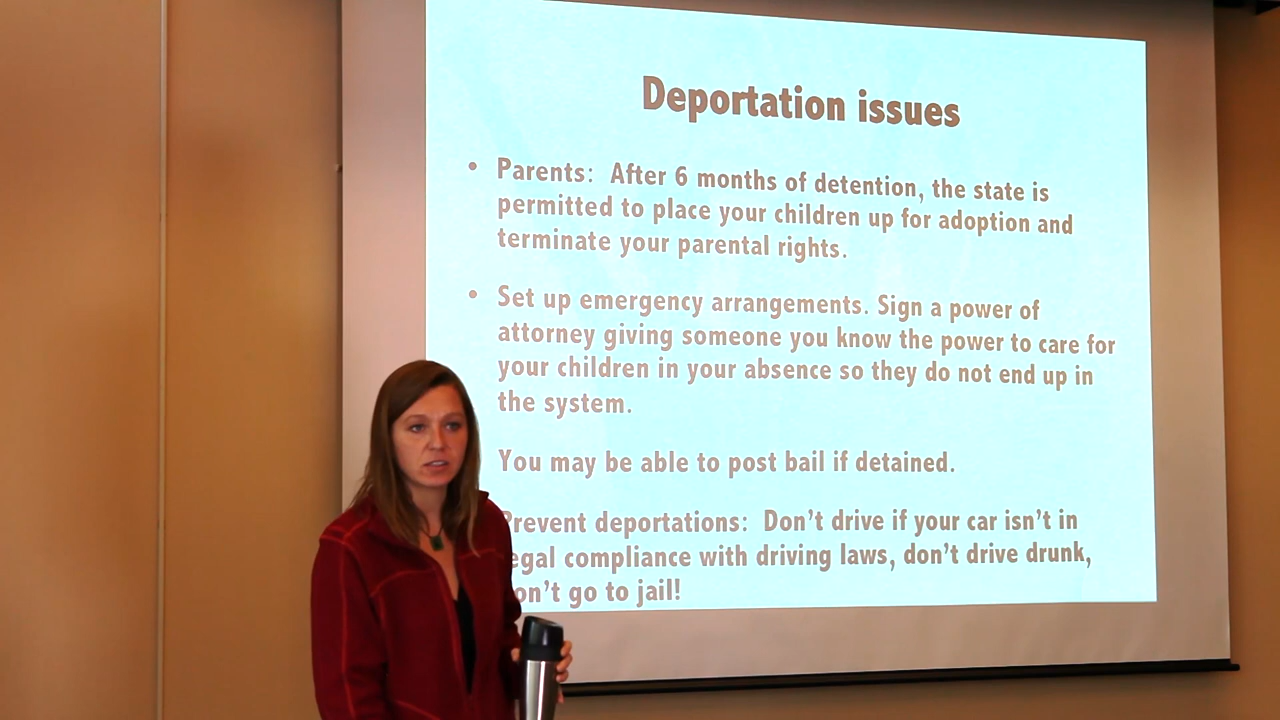 Deportation issues
• Parents: After 6 months of detention, the state is
permitted to place your children up for adoption and
terminate your parental rights.
• Set up emergency arrangements. Sign a power of
attorney giving someone you know the power to care for
your children in your absence so they do not end up in
the system.
You may be able to post bail if detained.
Prevent deportations: Don't drive if your car isn't in
egal compliance with driving laws, don't drive drunk,
on't go to jail!